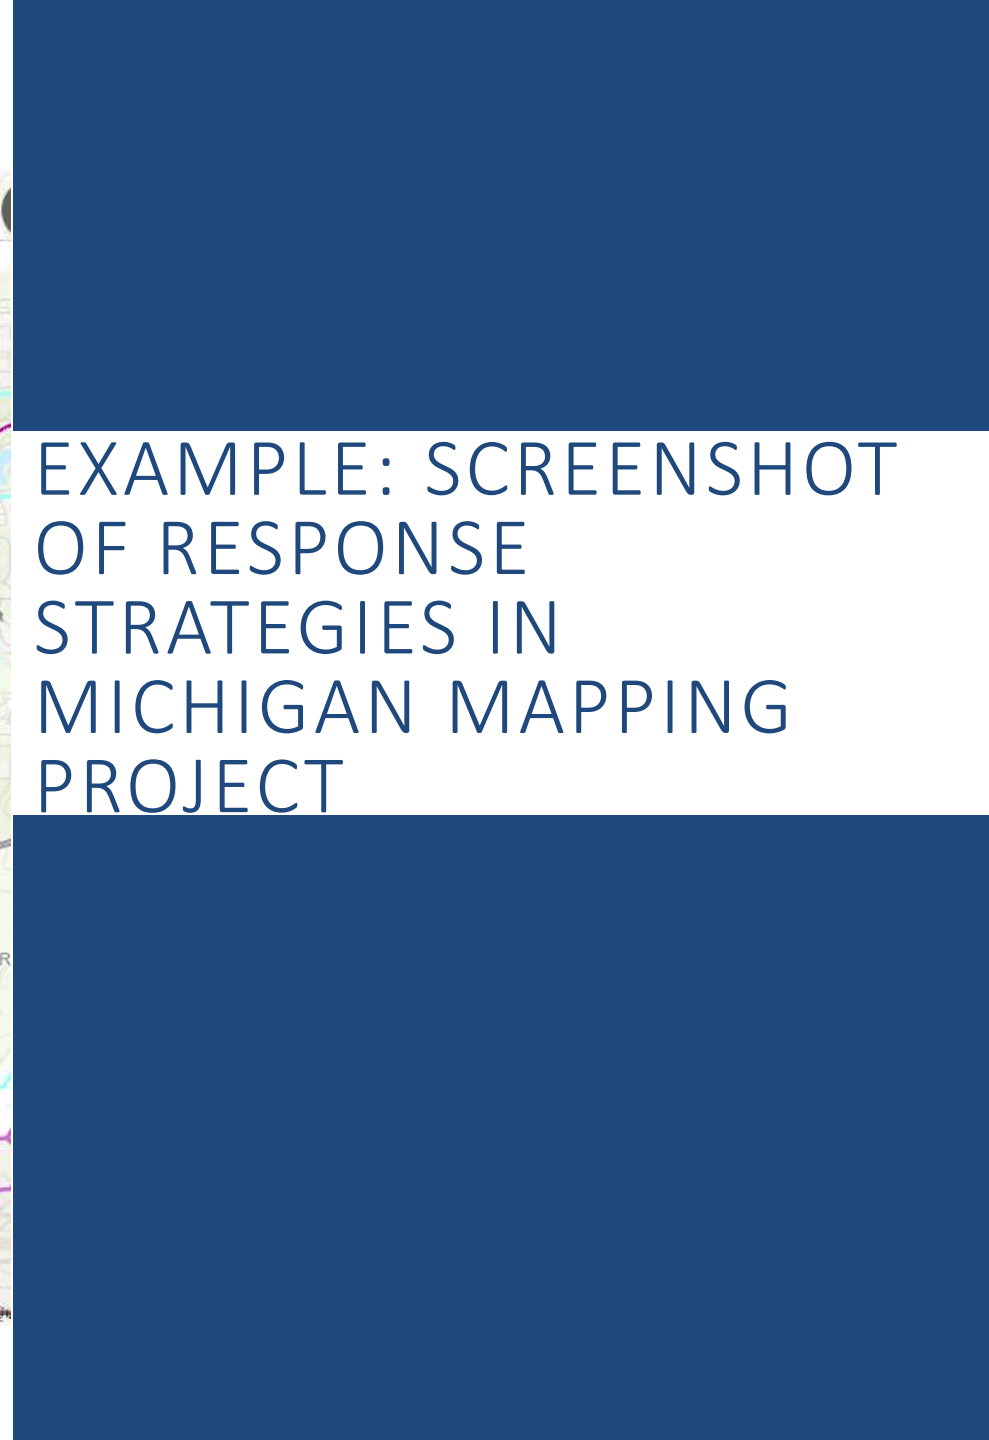 EXAMPLE: SCREENSHOT
OF RESPONSE
STRATEGIES IN
MICHIGAN MAPPING
PROJECT
R